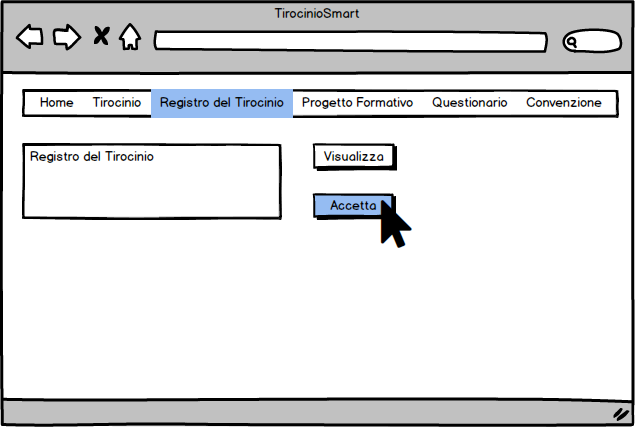 TirocinioSmart
Home Tirocinio Registro del Tirocinio Progetto Formativo Questionario Convenzione
Registro del Tirocinio Visualizza
Accetta